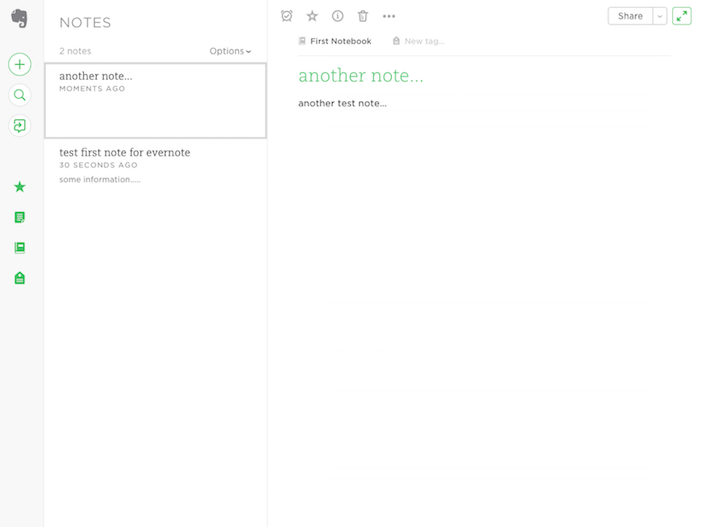 NOTES
2 notes
Options
another note...
MOMENTS AGO
test first note for evernote
30 SECONDS AGO
some information.....
Share
First Notebook
New tag...
another note...
another test note...